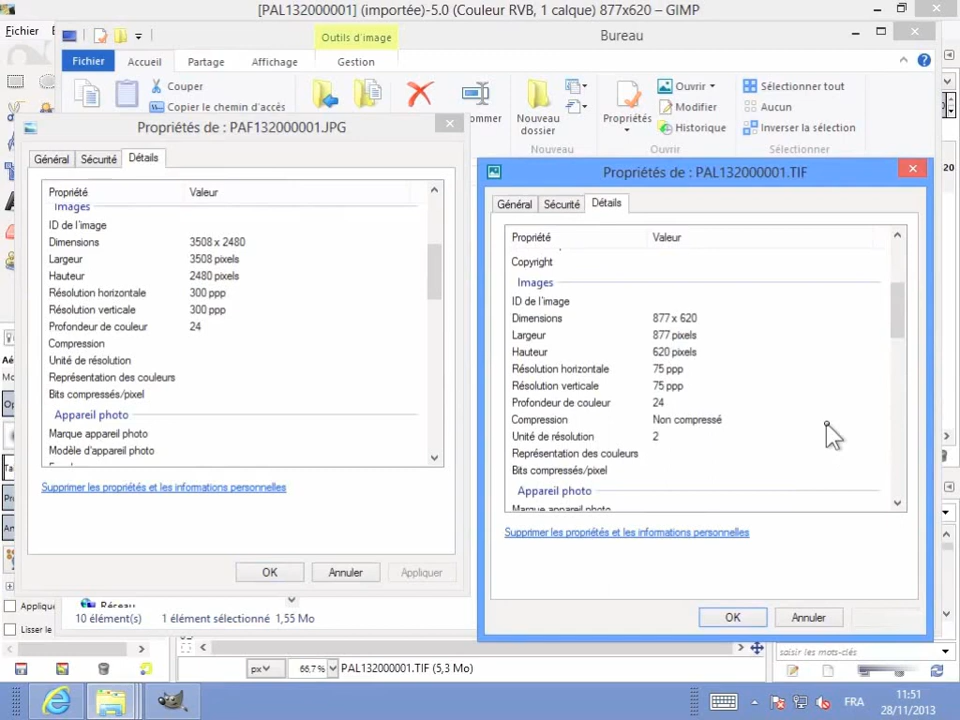 [PAL132000001] (importée)-5.0 (Couleur RVB, 1 calque) 877x620 – GIMP
Fichier
Outils d'image
Bureau
Fichier
Accueil
Partage
Affichage
Gestion
Couper
Copier le chemin d'accès
ommer
Nouveau
dossier
Nouveau
Propriétés
Ouvrir
Modifier
Historique
Ouvrir
Sélectionner tout
Aucun
Inverser la sélection
Sélectionner
Propriétés de : PAF132000001.JPG
Général
Sécurité
Détails
Propriété Valeur
Images
ID de l'image
Dimensions 3508 x 2480
Largeur 3508 pixels
Hauteur 2480 pixels
Résolution horizontale 300 ppp
Résolution verticale 300 ppp
Profondeur de couleur 24
Compression
Unité de résolution
Représentation des couleurs
Bits compressés/pixel
Appareil photo
Marque appareil photo
Modèle d'appareil photo
Supprimer les propriétés et les informations personnelles
OK
Annuler
Appliquer
Propriétés de : PAL132000001.TIF
Général
Sécurité
Détails
Propriété Valeur
Copyright
Images
ID de l'image
Dimensions 877 x 620
Largeur 877 pixels
Hauteur 620 pixels
Résolution horizontale 75 ppp
Résolution verticale 75 ppp
Profondeur de couleur 24
Compression Non compressé
Unité de résolution 2
Représentation des couleurs
Bits compressés/pixel
Appareil photo
Marque appareil photo
Supprimer les propriétés et les informations personnelles
OK
Annuler
20
Applique
Réseau
10 élément(s) 1 élément sélectionné 1,55 Mo
Lisser le
px 66,7% PAL132000001.TIF (5,3 Mo)
saisir les mots-clés
FRA
11:51
28/11/2013